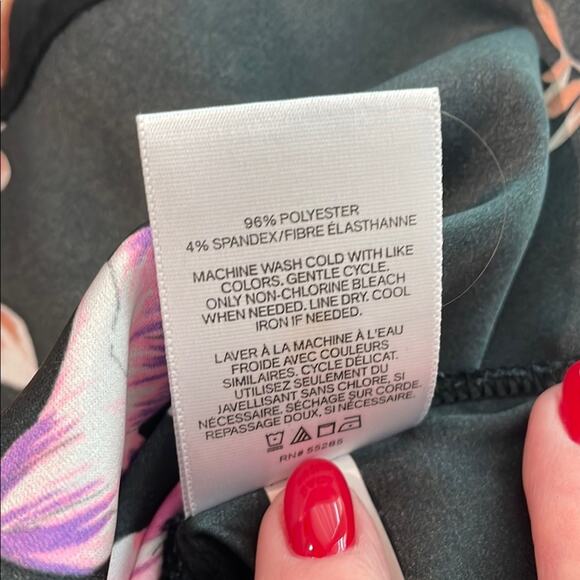 96% POLYESTER
4% SPANDEX/FIBRE ÉLASTHANNE
MACHINE WASH COLD WITH LIKE
COLORS. GENTLE CYCLE.
ONLY NON-CHLORINE BLEACH
WHEN NEEDED. LINE DRY. COOL
IRON IF NEEDED.
LAVER À LA MACHINE À L'EAU
FROIDE AVEC COULEURS
SIMILAIRES. CYCLE DÉLICAT.
UTILISEZ SEULEMENT DU
JAVELLISANT SANS CHLORE, SI
NÉCESSAIRE. SÉCHAGE SUR CORDE.
REPASSAGE DOUX, SI NÉCESSAIRE.
RN# 55285